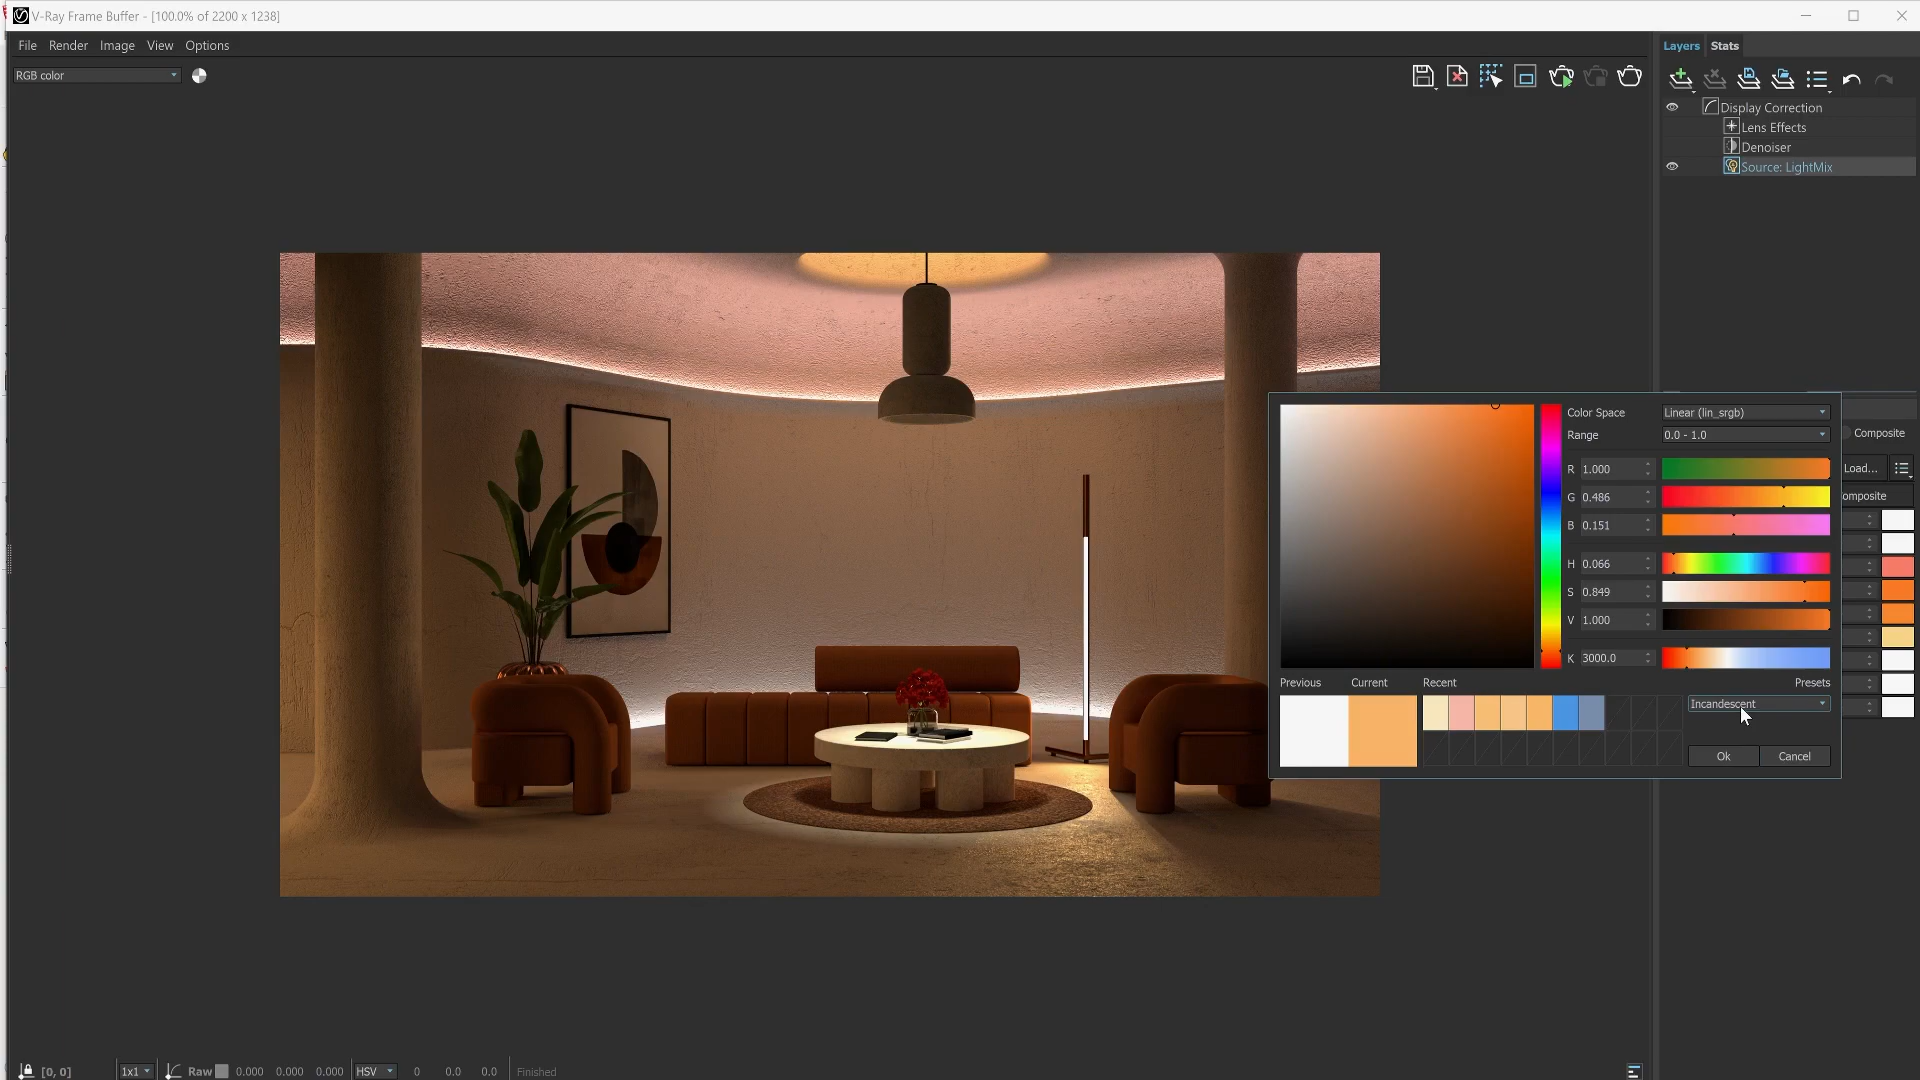 V-Ray Frame Buffer - [100.0% of 2200 x 1238]
File Render Image View Options
Layers Stats
RGB color
Display Correction
Lens Effects
Denoiser
Source: LightMix
Color Space Linear (lin_srgb)
Range 0.0 - 1.0
Composite
R 1.000
Load...
G 0.486
omposite
B 0.151
H 0.066
S 0.849
V 1.000
K 3000.0
Previous Current Recent Presets
Incandescent
Ok Cancel
[0, 0] 1x1 Raw 0.000 0.000 0.000 HSV 0 0.0 0.0 Finished